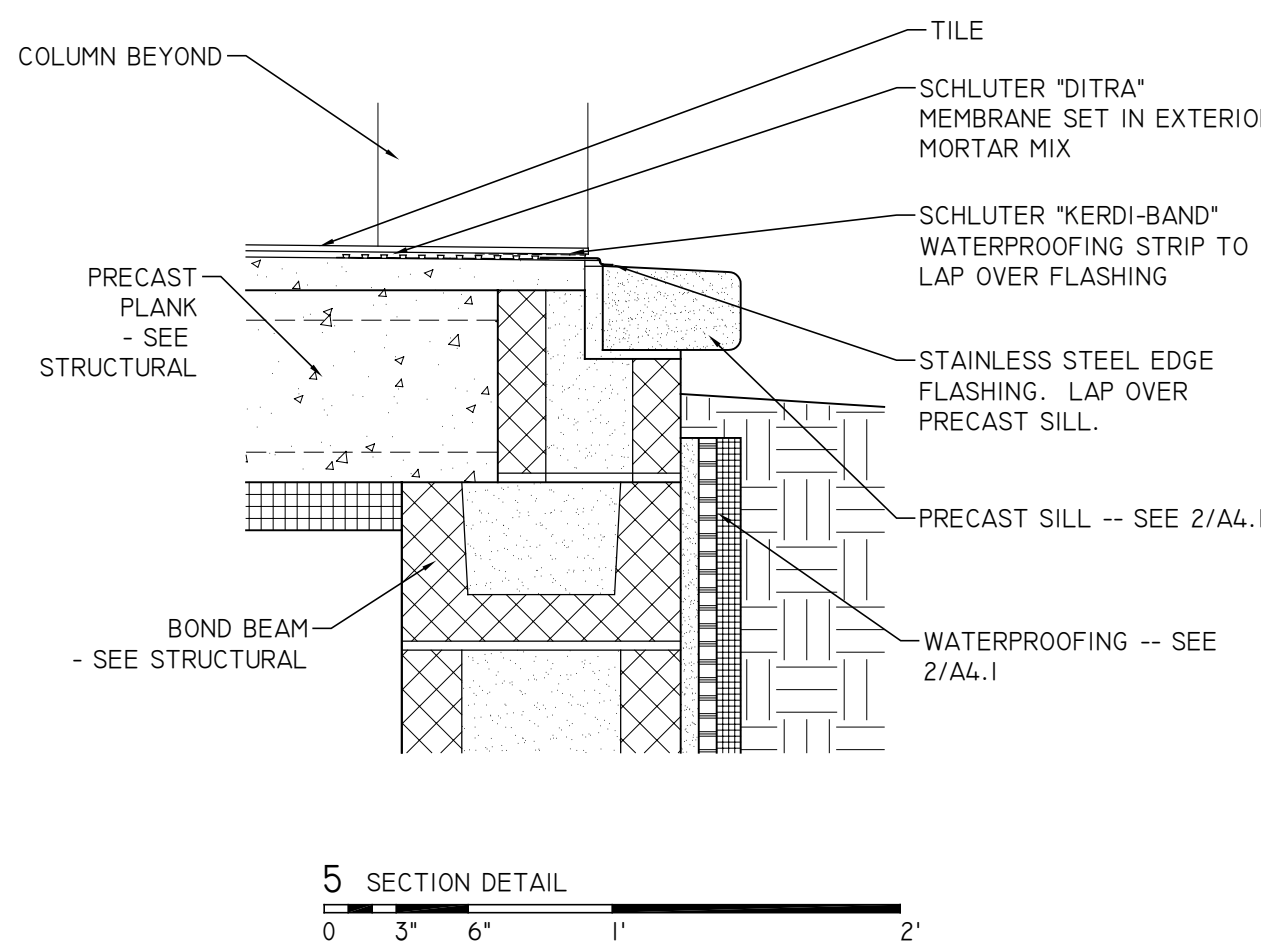 COLUMN BEYOND
TILE
SCHLUTER "DITRA"
MEMBRANE SET IN EXTERIO
MORTAR MIX
SCHLUTER "KERDI-BAND"
WATERPROOFING STRIP TO
LAP OVER FLASHING
PRECAST
PLANK
- SEE
STRUCTURAL
STAINLESS STEEL EDGE
FLASHING. LAP OVER
PRECAST SILL.
PRECAST SILL -- SEE 2/A4.1
BOND BEAM
- SEE STRUCTURAL
WATERPROOFING -- SEE
2/A4.1
5 SECTION DETAIL
0 3" 6" 1' 2'